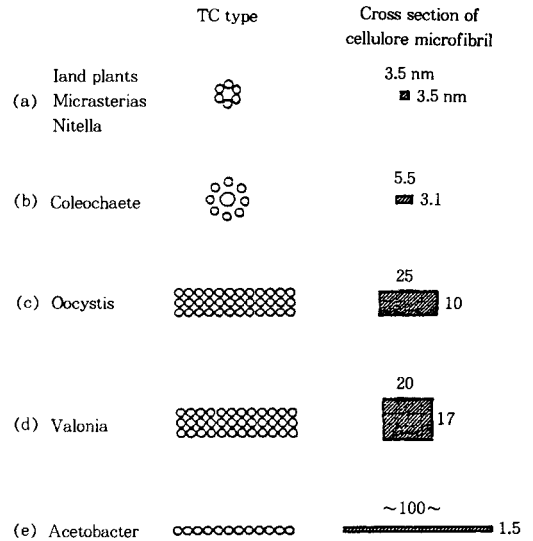 TC type
Cross section of
cellulore microfibril
(a) Iand plants
Micrasterias
Nitella
3.5 nm
3.5 nm
(b) Coleochaete
5.5
3.1
(c) Oocystis
25
10
(d) Valonia
20
17
(e) Acetobacter
~100~
1.5